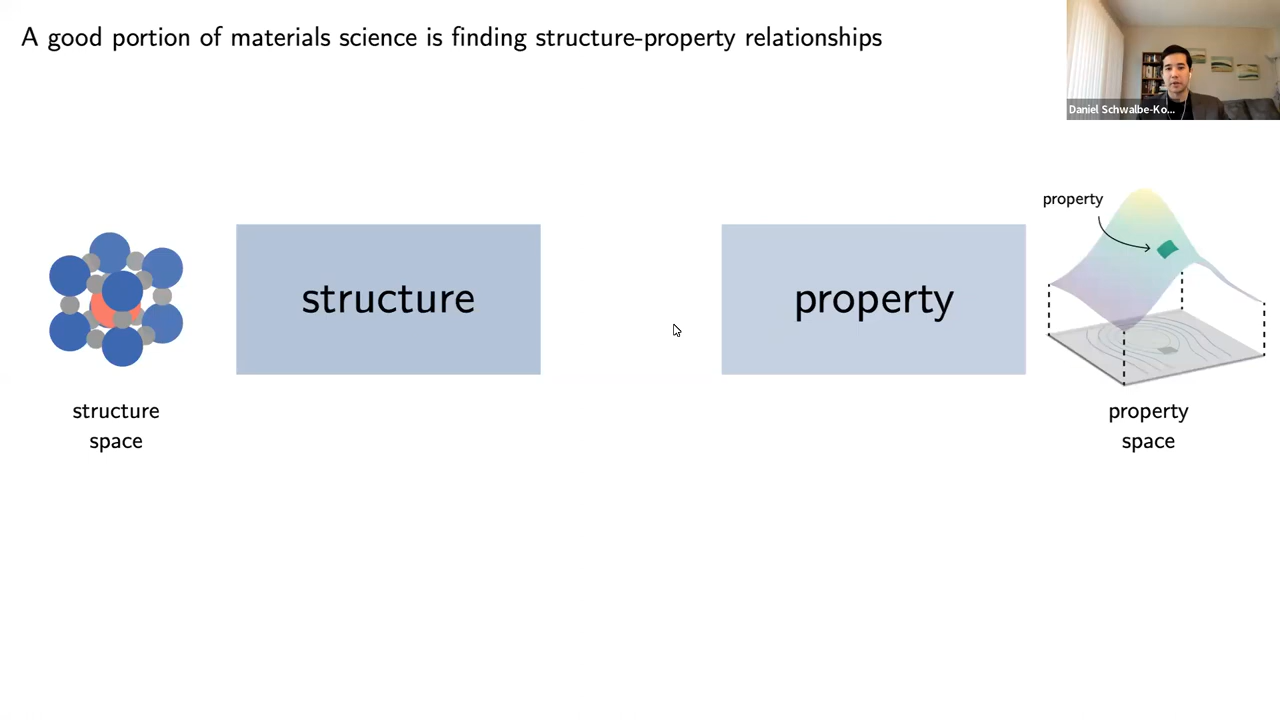 A good portion of materials science is finding structure-property relationships
Daniel Schwalbe-Ko...
property
structure
property
structure
space
property
space